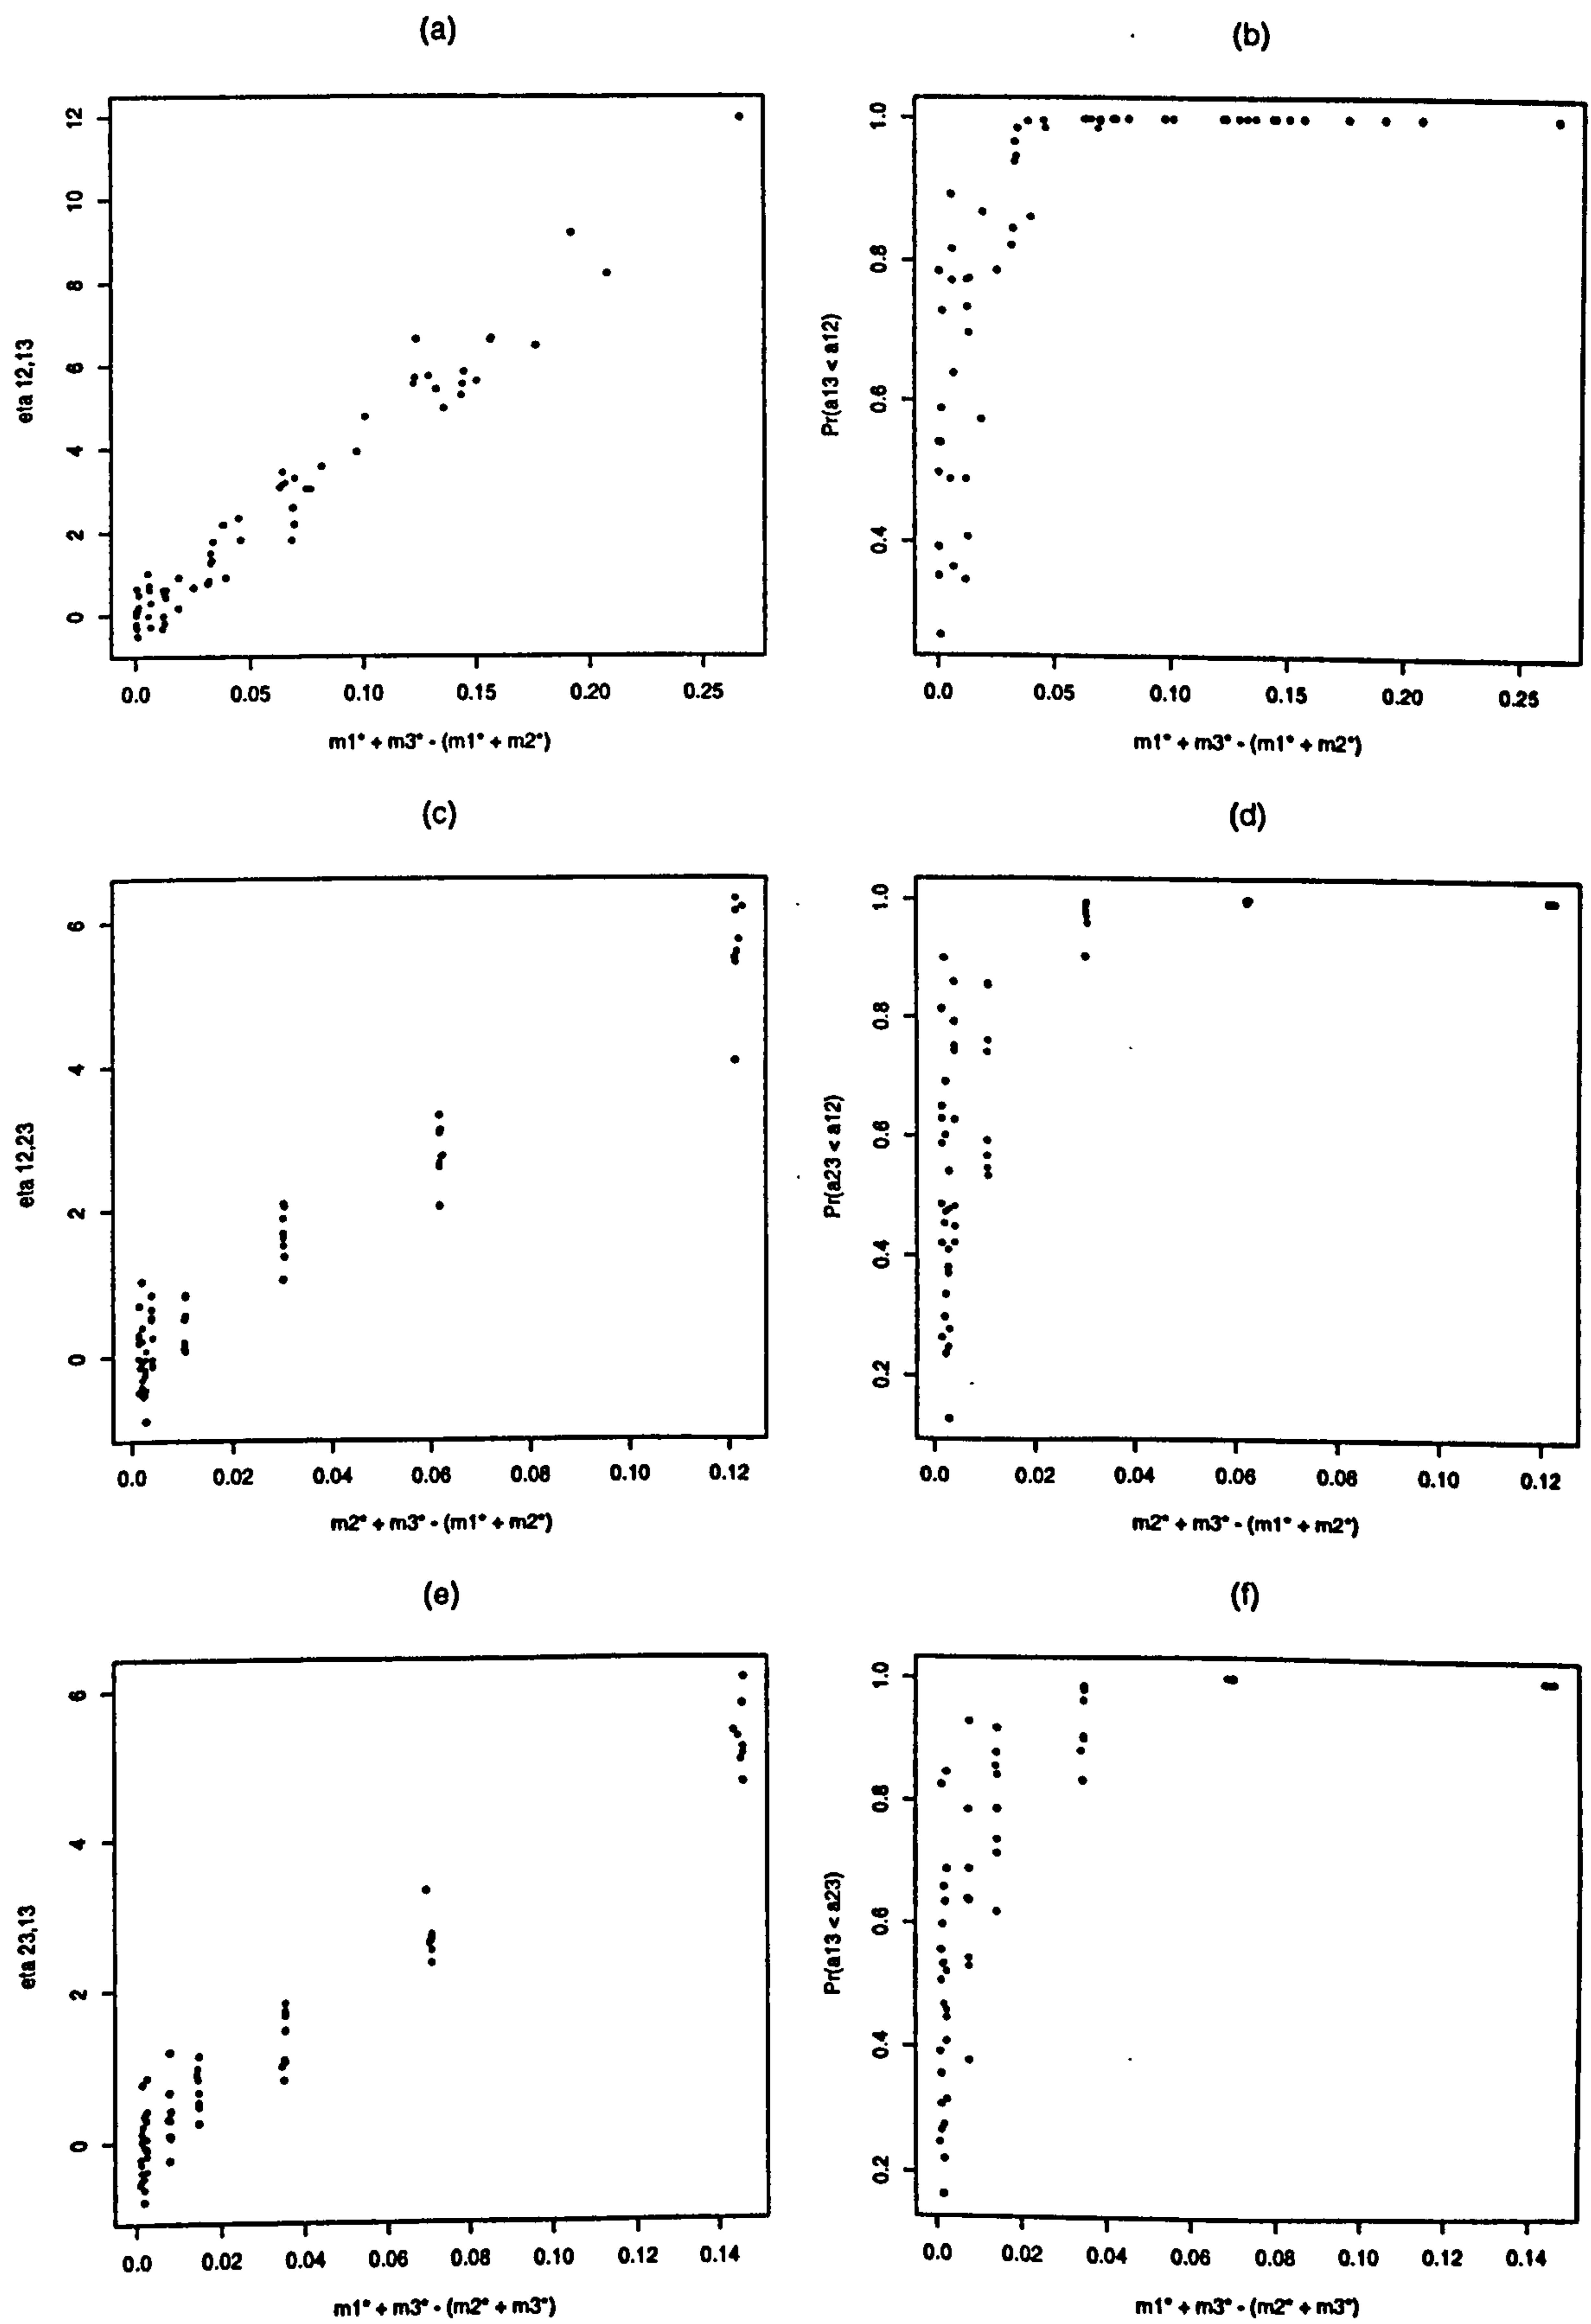 (a)
eta 12,13
0 2 4 6 8 10 12
0.0 0.05 0.10 0.15 0.20 0.25
m1* + m3* - (m1* + m2*)
(b)
Pr(a13 < a12)
0.4 0.6 0.8 1.0
0.0 0.05 0.10 0.15 0.20 0.25
m1* + m3* - (m1* + m2*)
(c)
eta 12,23
0 2 4 6
0.0 0.02 0.04 0.06 0.08 0.10 0.12
m2* + m3* - (m1* + m2*)
(d)
Pr(a23 < a12)
0.2 0.4 0.6 0.8 1.0
0.0 0.02 0.04 0.06 0.08 0.10 0.12
m2* + m3* - (m1* + m2*)
(e)
eta 23,13
0 2 4 6
0.0 0.02 0.04 0.06 0.08 0.10 0.12 0.14
m1* + m3* - (m2* + m3*)
(f)
Pr(a13 < a23)
0.2 0.4 0.6 0.8 1.0
0.0 0.02 0.04 0.06 0.08 0.10 0.12 0.14
m1* + m3* - (m2* + m3*)